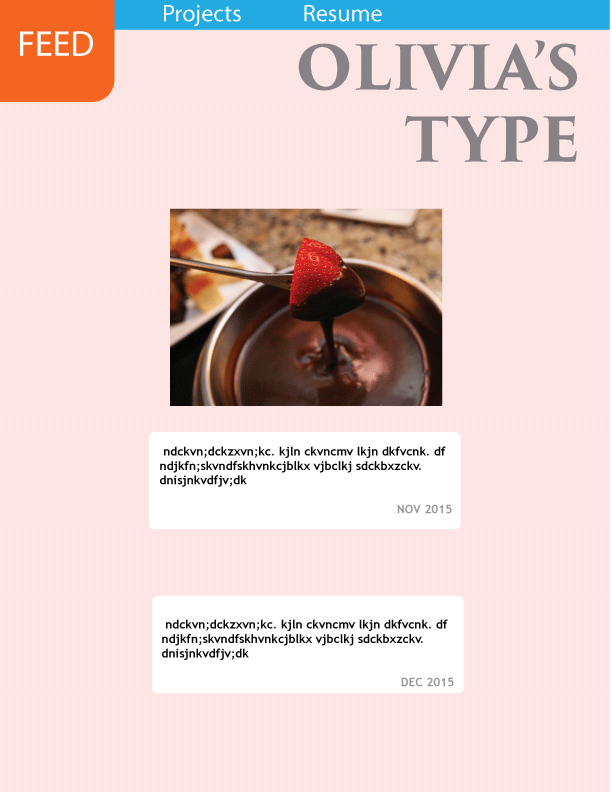 Projects Resume
FEED
OLIVIA'S
TYPE
ndckvn;dckzxvn;kc. kjln ckvncmv lkjn dkfvcnk. df
ndjkfn;skvndfskhvnkcjblkx vjbclkj sdckbxzckv.
dnisjnkvdfjv;dk
NOV 2015
ndckvn;dckzxvn;kc. kjln ckvncmv lkjn dkfvcnk. df
ndjkfn;skvndfskhvnkcjblkx vjbclkj sdckbxzckv.
dnisjnkvdfjv;dk
DEC 2015